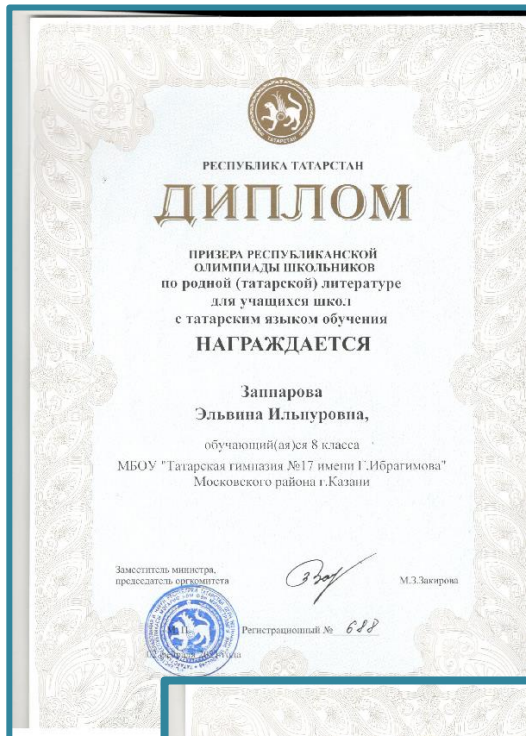 ТАТАРСТАН
РЕСПУБЛИКА ТАТАРСТАН
ДИПЛОМ
ПРИЗЕРА РЕСПУБЛИКАНСКОЙ
ОЛИМПИАДЫ ШКОЛЬНИКОВ
по родной (татарской) литературе
для учащихся школ
с татарским языком обучения
НАГРАЖДАЕТСЯ
Заппарова
Эльвина Ильнуровна,
обучающий(ая)ся 8 класса
МБОУ "Татарская гимназия №17 имени Г.Ибрагимова"
Московского района г.Казани
Заместитель министра,
председатель оргкомитета
М.З.Закирова
Регистрационный № 688